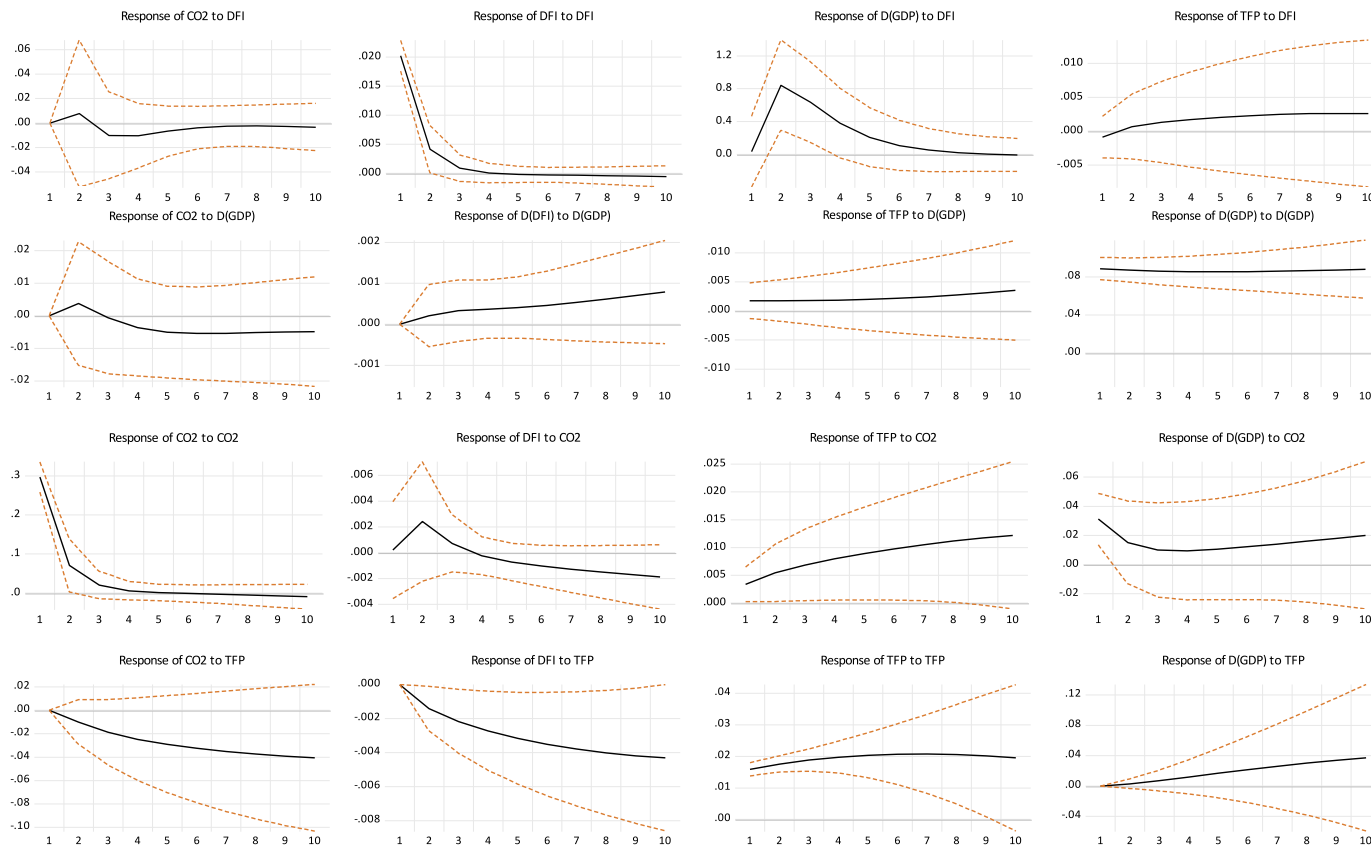 Response of CO2 to DFI
.06
.04
.02
.00
-.02
-.04
1 2 3 4 5 6 7 8 9 10
Response of DFI to DFI
.020
.015
.010
.005
.000
1 2 3 4 5 6 7 8 9 10
Response of D(GDP) to DFI
1.2
0.8
0.4
0.0
1 2 3 4 5 6 7 8 9 10
Response of TFP to DFI
.010
.005
.000
-.005
1 2 3 4 5 6 7 8 9 10
Response of CO2 to D(GDP)
.02
.01
.00
-.01
-.02
1 2 3 4 5 6 7 8 9 10
Response of D(DFI) to D(GDP)
.002
.001
.000
-.001
1 2 3 4 5 6 7 8 9 10
Response of TFP to D(GDP)
.010
.005
.000
-.005
-.010
1 2 3 4 5 6 7 8 9 10
Response of D(GDP) to D(GDP)
.08
.04
.00
1 2 3 4 5 6 7 8 9 10
Response of CO2 to CO2
.3
.2
.1
.0
1 2 3 4 5 6 7 8 9 10
Response of DFI to CO2
.006
.004
.002
.000
-.002
-.004
1 2 3 4 5 6 7 8 9 10
Response of TFP to CO2
.025
.020
.015
.010
.005
.000
1 2 3 4 5 6 7 8 9 10
Response of D(GDP) to CO2
.06
.04
.02
.00
-.02
1 2 3 4 5 6 7 8 9 10
Response of CO2 to TFP
.02
.00
-.02
-.04
-.06
-.08
-.10
1 2 3 4 5 6 7 8 9 10
Response of DFI to TFP
.000
-.002
-.004
-.006
-.008
1 2 3 4 5 6 7 8 9 10
Response of TFP to TFP
.04
.03
.02
.01
.00
1 2 3 4 5 6 7 8 9 10
Response of D(GDP) to TFP
.12
.08
.04
.00
-.04
1 2 3 4 5 6 7 8 9 10